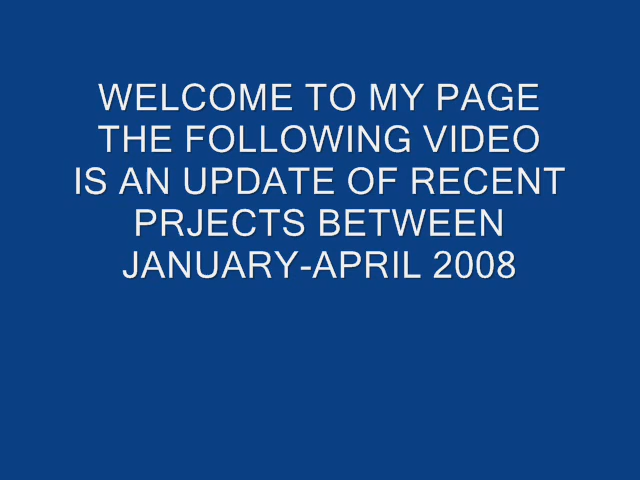 WELCOME TO MY PAGE
THE FOLLOWING VIDEO
IS AN UPDATE OF RECENT
PRJECTS BETWEEN
JANUARY-APRIL 2008